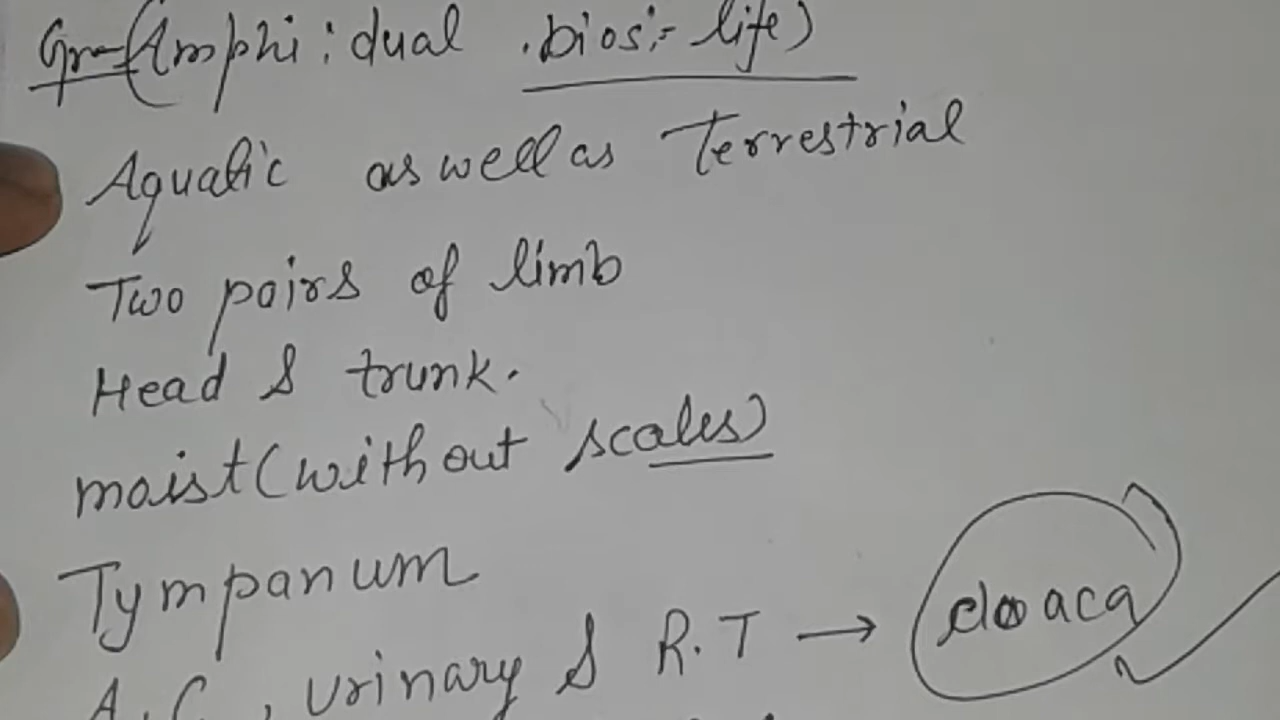 Gr-(Amphi : dual . bios :- life)
Aquatic as well as Terrestrial
Two pairs of limb
Head & trunk.
moist (without scales)
Tympanum
A.C, urinary & R.T → cloaca